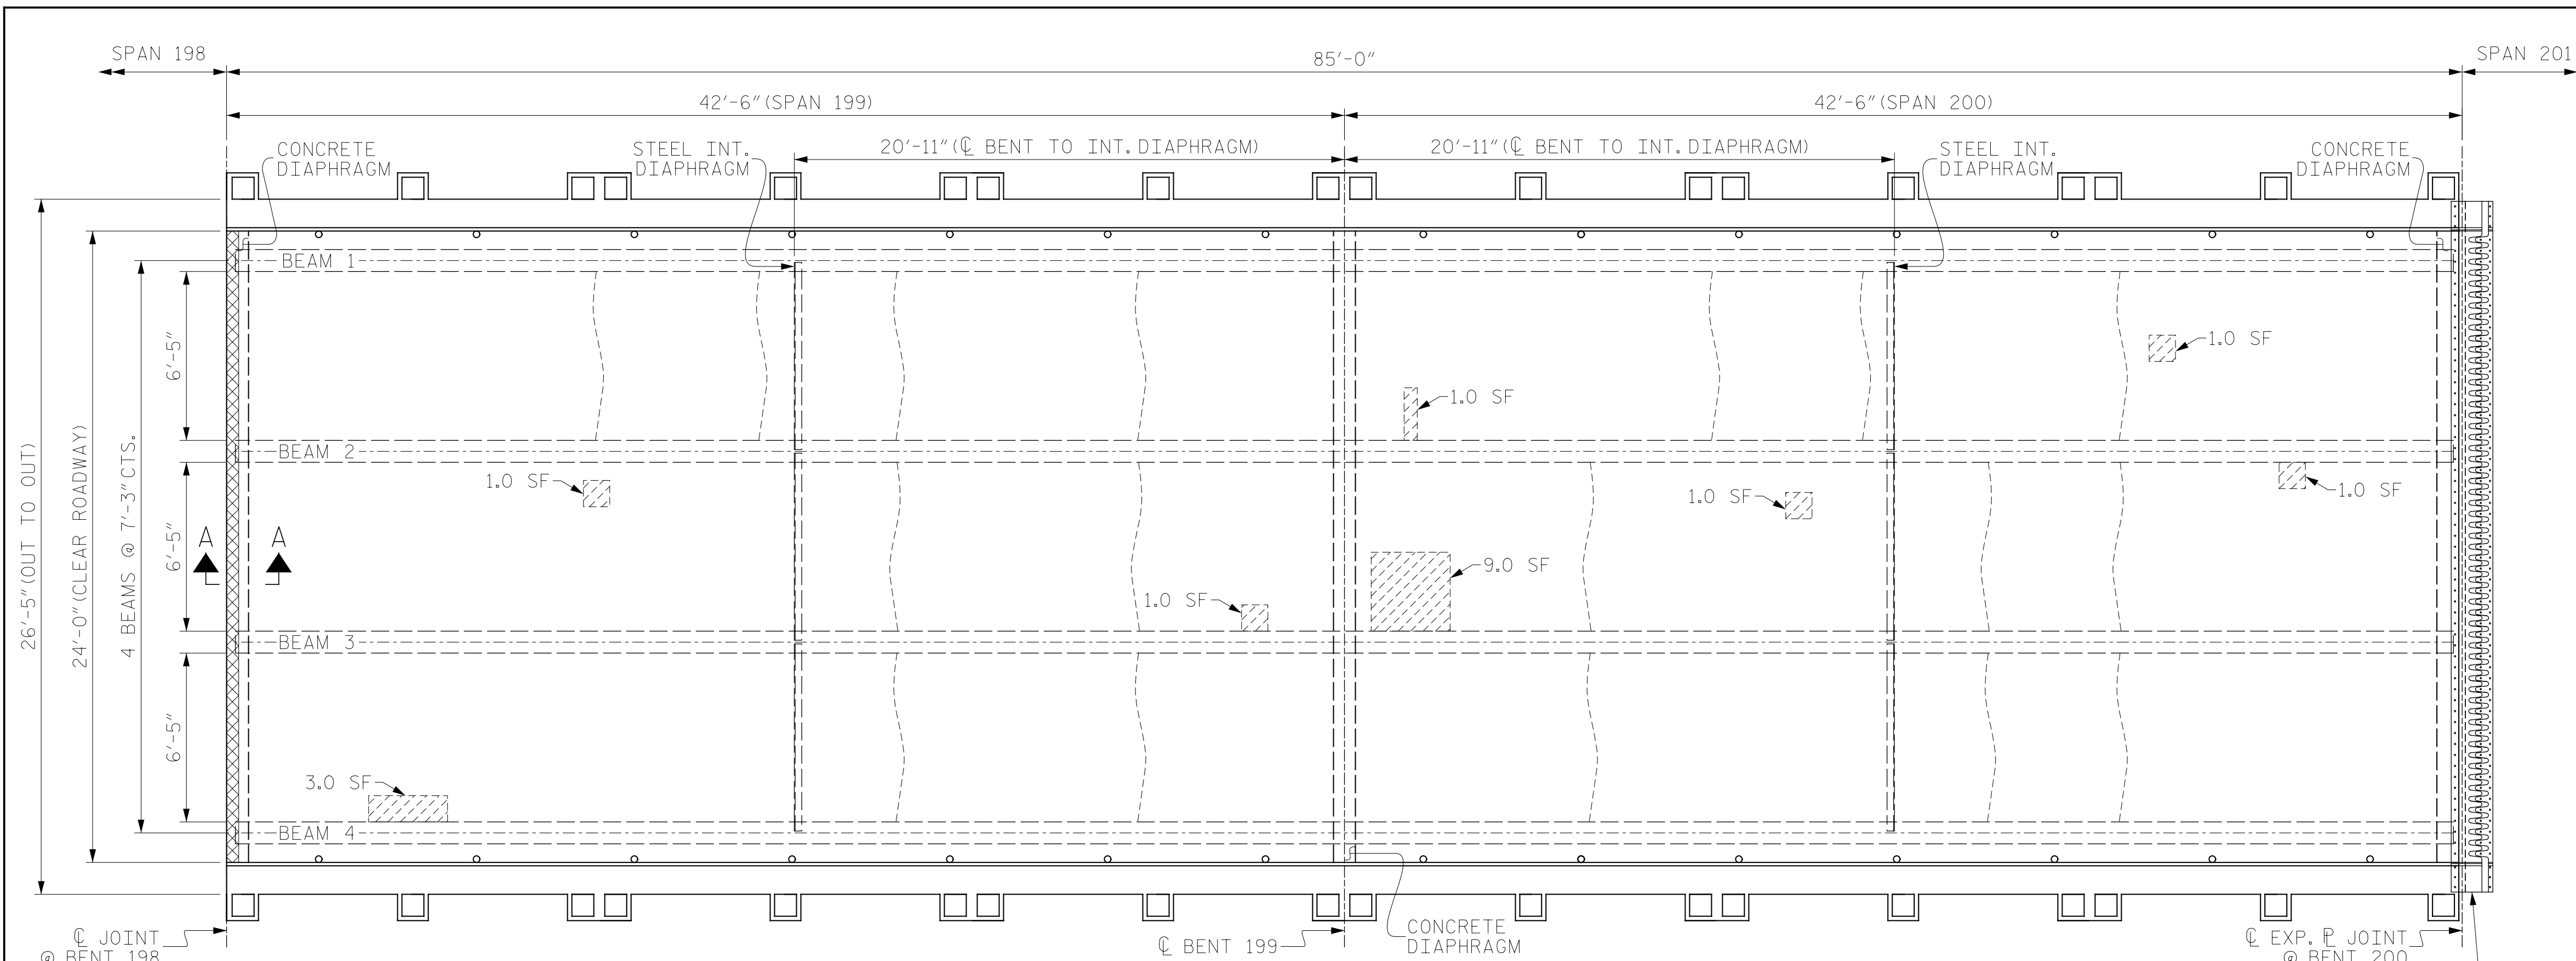 SPAN 198
85'-0"
SPAN 201
42'-6" (SPAN 199)
42'-6" (SPAN 200)
CONCRETE
DIAPHRAGM
STEEL INT.
DIAPHRAGM
20'-11" (℄ BENT TO INT. DIAPHRAGM)
20'-11" (℄ BENT TO INT. DIAPHRAGM)
STEEL INT.
DIAPHRAGM
CONCRETE
DIAPHRAGM
26'-5" (OUT TO OUT)
24'-0" (CLEAR ROADWAY)
4 BEAMS @ 7'-3" CTS.
6'-5"
6'-5"
6'-5"
BEAM 1
1.0 SF
1.0 SF
BEAM 2
1.0 SF
1.0 SF
1.0 SF
A
A
9.0 SF
1.0 SF
BEAM 3
3.0 SF
BEAM 4
℄ JOINT
@ BENT 198
℄ BENT 199
CONCRETE
DIAPHRAGM
℄ EXP. ⅊ JOINT
@ BENT 200